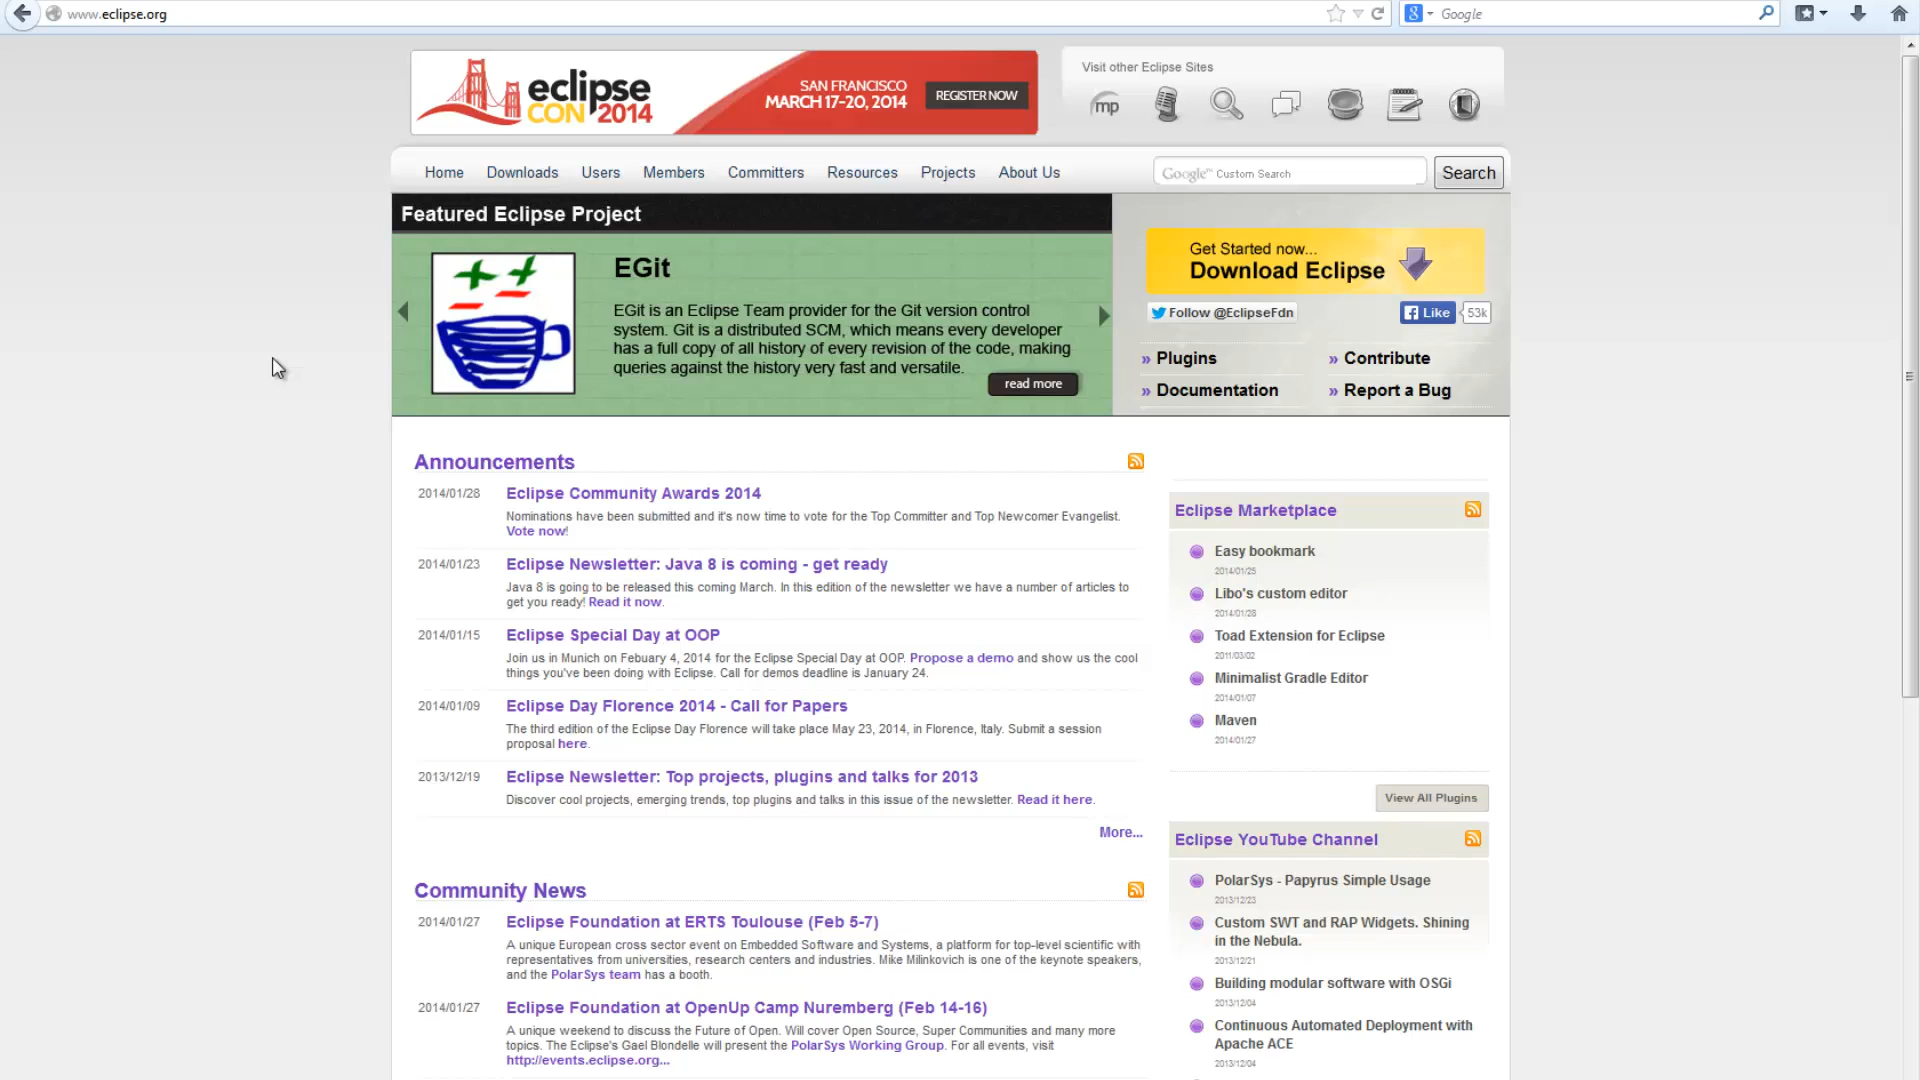 www.eclipse.org
Google
eclipse
CON 2014
SAN FRANCISCO
MARCH 17-20, 2014
REGISTER NOW
Visit other Eclipse Sites
mp
Home Downloads Users Members Committers Resources Projects About Us
Google™ Custom Search
Search
Featured Eclipse Project
EGit
EGit is an Eclipse Team provider for the Git version control
system. Git is a distributed SCM, which means every developer
has a full copy of all history of every revision of the code, making
queries against the history very fast and versatile.
read more
Get Started now...
Download Eclipse
Follow @EclipseFdn
Like 53k
» Plugins
» Contribute
» Documentation
» Report a Bug
Announcements
2014/01/28 Eclipse Community Awards 2014
Nominations have been submitted and it's now time to vote for the Top Committer and Top Newcomer Evangelist.
Vote now!
2014/01/23 Eclipse Newsletter: Java 8 is coming - get ready
Java 8 is going to be released this coming March. In this edition of the newsletter we have a number of articles to
get you ready! Read it now.
2014/01/15 Eclipse Special Day at OOP
Join us in Munich on Febuary 4, 2014 for the Eclipse Special Day at OOP. Propose a demo and show us the cool
things you've been doing with Eclipse. Call for demos deadline is January 24.
2014/01/09 Eclipse Day Florence 2014 - Call for Papers
The third edition of the Eclipse Day Florence will take place May 23, 2014, in Florence, Italy. Submit a session
proposal here.
2013/12/19 Eclipse Newsletter: Top projects, plugins and talks for 2013
Discover cool projects, emerging trends, top plugins and talks in this issue of the newsletter. Read it here.
More...
Community News
2014/01/27 Eclipse Foundation at ERTS Toulouse (Feb 5-7)
A unique European cross sector event on Embedded Software and Systems, a platform for top-level scientific with
representatives from universities, research centers and industries. Mike Milinkovich is one of the keynote speakers,
and the PolarSys team has a booth.
2014/01/27 Eclipse Foundation at OpenUp Camp Nuremberg (Feb 14-16)
A unique weekend to discuss the Future of Open. Will cover Open Source, Super Communities and many more
topics. The Eclipse's Gael Blondelle will present the PolarSys Working Group. For all events, visit
http://events.eclipse.org...
Eclipse Marketplace
Easy bookmark
2014/01/25
Libo's custom editor
2014/01/28
Toad Extension for Eclipse
2011/03/02
Minimalist Gradle Editor
2014/01/07
Maven
2014/01/27
View All Plugins
Eclipse YouTube Channel
PolarSys - Papyrus Simple Usage
2013/12/23
Custom SWT and RAP Widgets. Shining
in the Nebula.
2013/12/21
Building modular software with OSGi
2013/12/04
Continuous Automated Deployment with
Apache ACE
2013/12/04